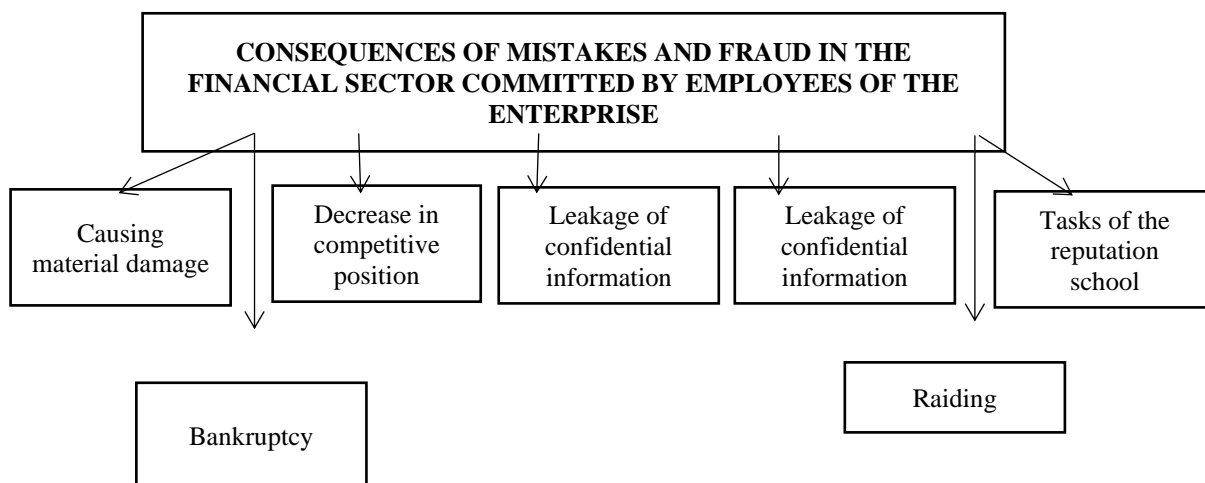 CONSEQUENCES OF MISTAKES AND FRAUD IN THE
FINANCIAL SECTOR COMMITTED BY EMPLOYEES OF THE
ENTERPRISE
Causing
material damage
Decrease in
competitive
position
Leakage of
confidential
information
Leakage of
confidential
information
Tasks of the
reputation
school
Bankruptcy
Raiding